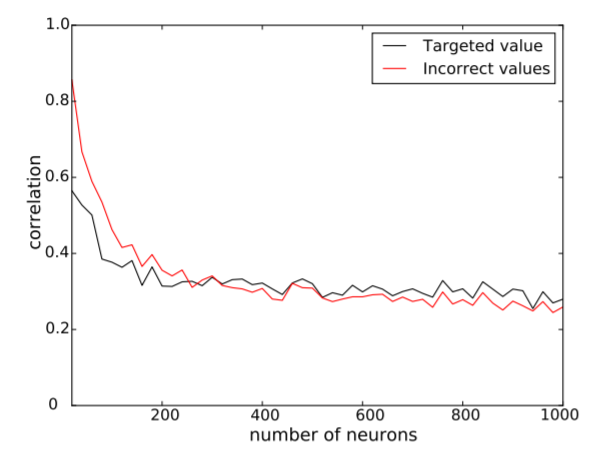 1.0
Targeted value
Incorrect values
0.8
0.6
correlation
0.4
0.2
0
200 400 600 800 1000
number of neurons